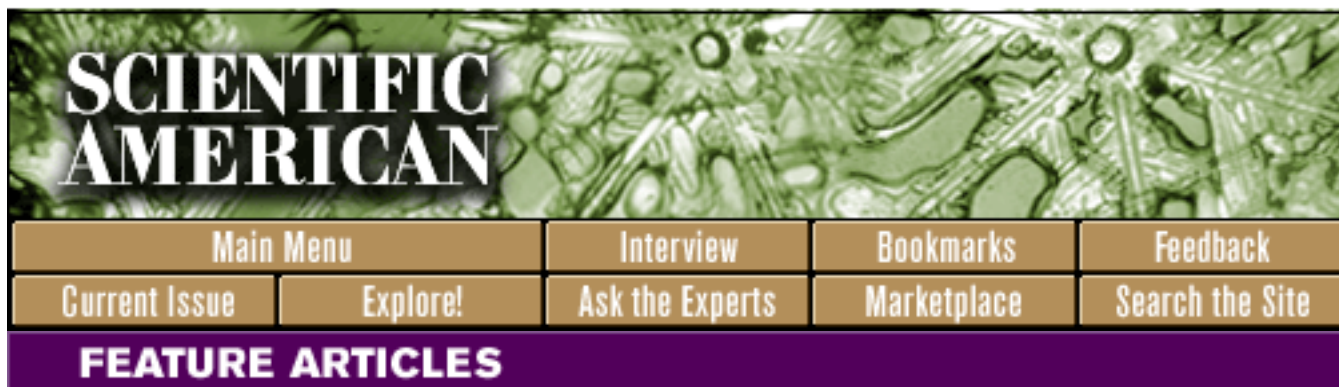 SCIENTIFIC
AMERICAN
Main Menu Interview Bookmarks Feedback
Current Issue Explore! Ask the Experts Marketplace Search the Site
FEATURE ARTICLES